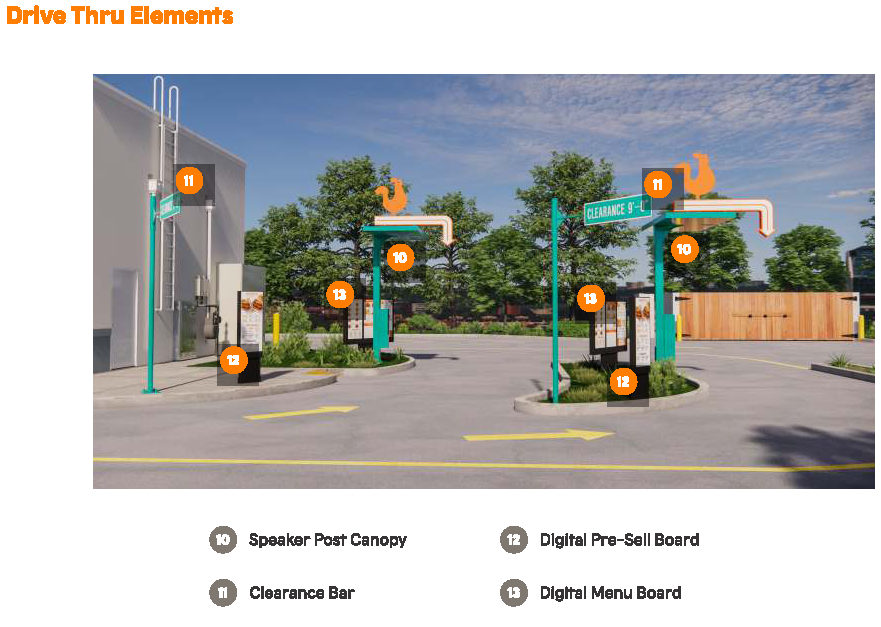 Drive Thru Elements
11
11
CLEARANCE 9'-0"
10
10
13
13
12
12
10 Speaker Post Canopy
12 Digital Pre-Sell Board
11 Clearance Bar
13 Digital Menu Board